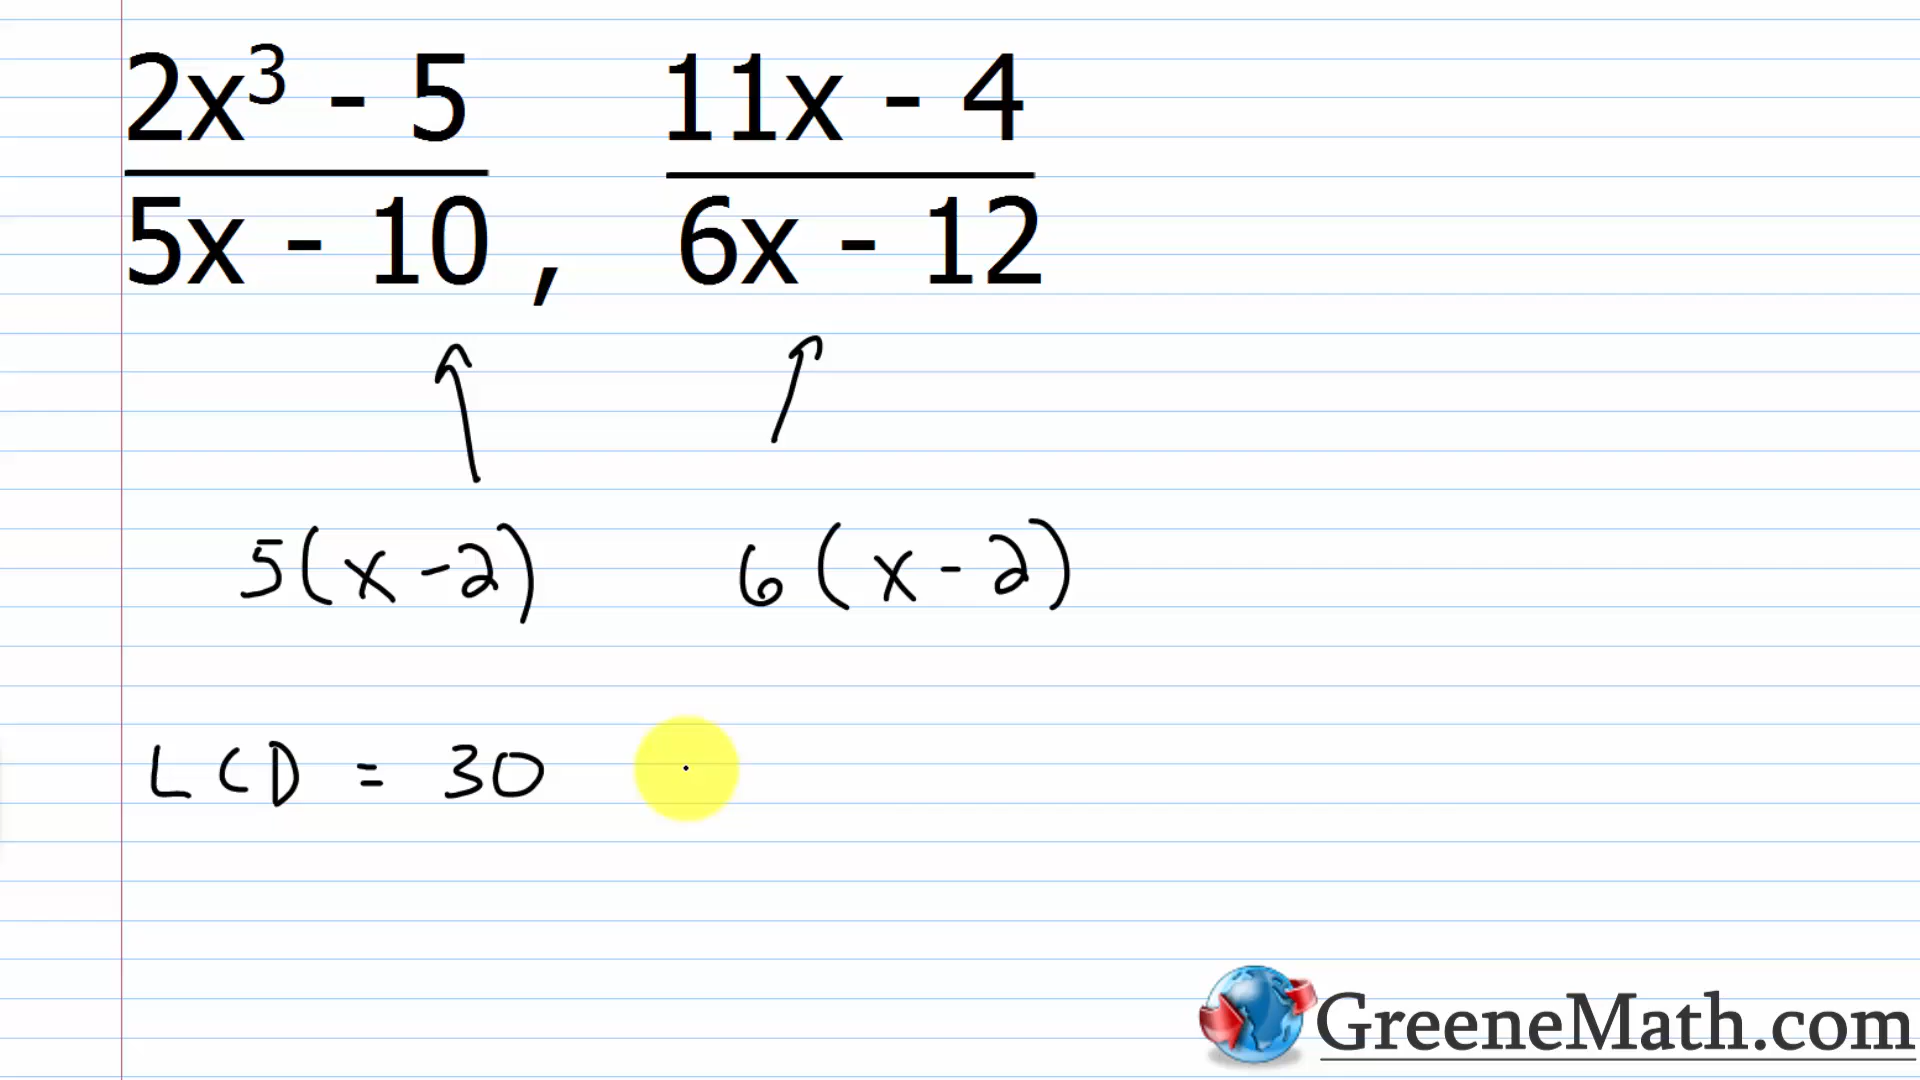 2x³ - 5   11x - 4
5x - 10 ,   6x - 12
5(x-2)   6(x-2)
LCD = 30
GreeneMath.com